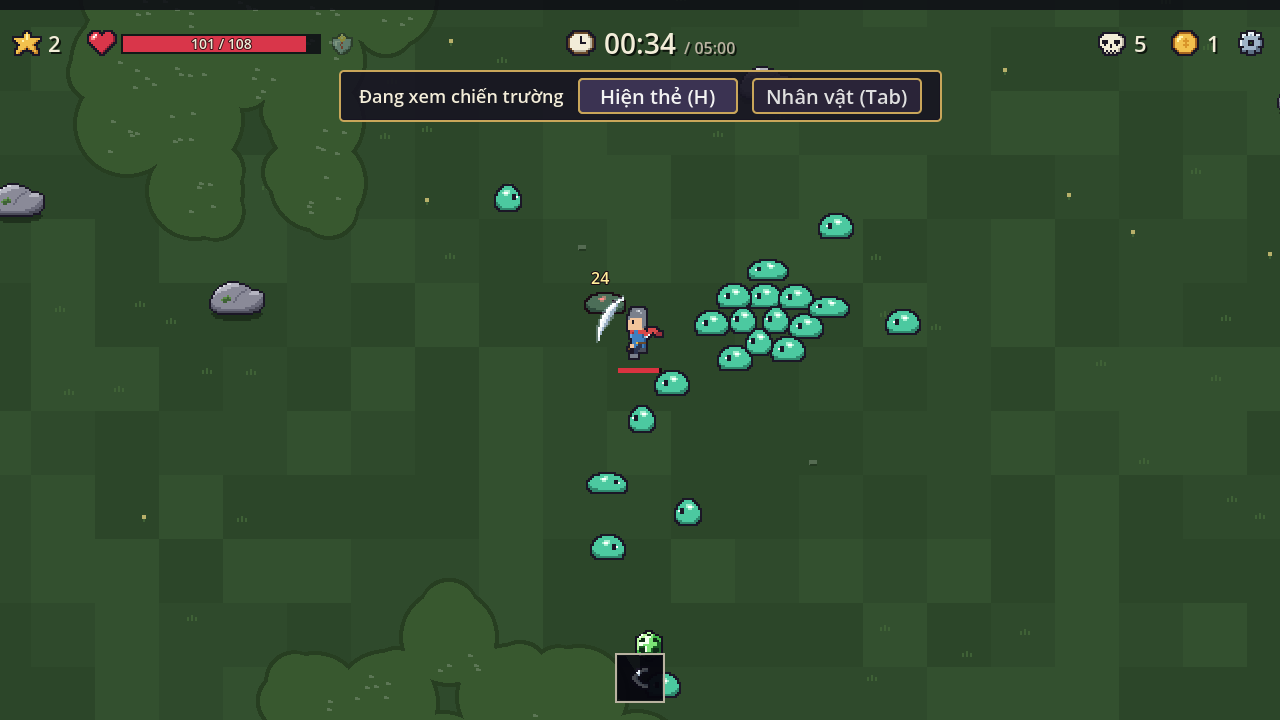 2
101 / 108
00:34 / 05:00
5
1
Đang xem chiến trường
Hiện thẻ (H)
Nhân vật (Tab)
24